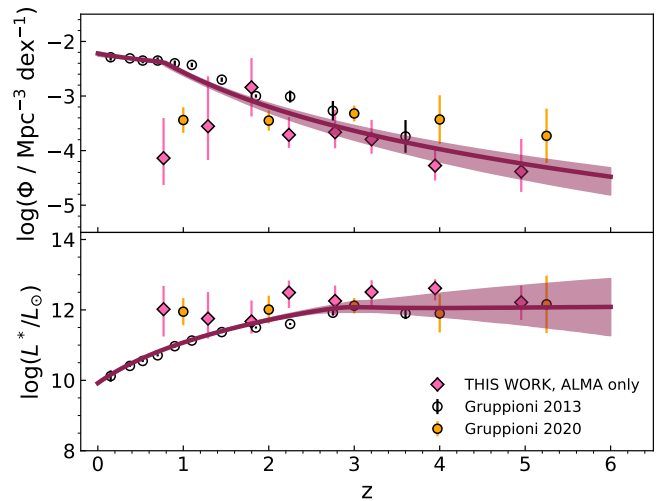 log(Φ / Mpc⁻³ dex⁻¹)
−2
−3
−4
−5
log(L*/L⊙)
14
12
10
8
THIS WORK, ALMA only
Gruppioni 2013
Gruppioni 2020
0 1 2 3 4 5 6
z